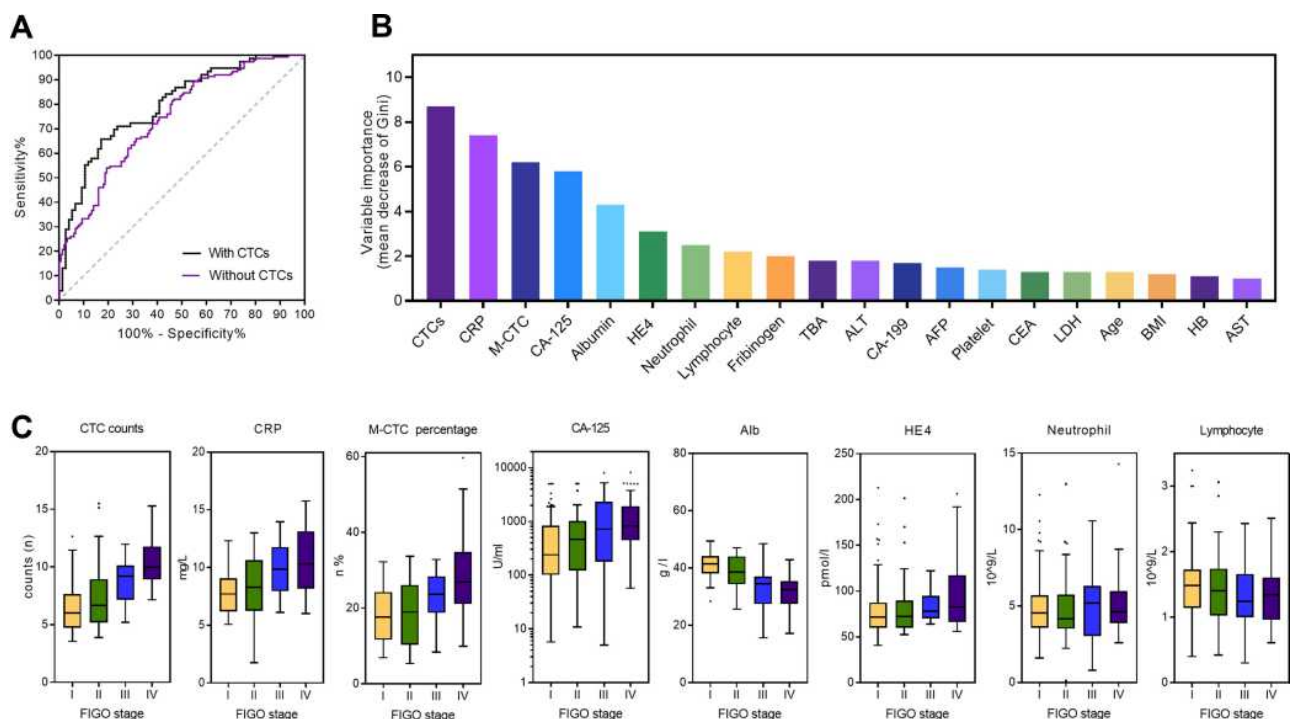 A
100
90
80
70
60
50
40
30
20
10
0
Sensitivity%
With CTCs
Without CTCs
0 10 20 30 40 50 60 70 80 90 100
100% - Specificity%
B
10
8
6
4
2
0
Variable importance
(mean decrease of Gini)
CTCs
CRP
M-CTC
CA-125
Albumin
HE4
Neutrophil
Lymphocyte
Fribinogen
TBA
ALT
CA-199
AFP
Platelet
CEA
LDH
Age
BMI
HB
AST
C
CTC counts
20
15
10
5
0
counts (n)
I II III IV
FIGO stage
CRP
20
15
10
5
0
mg/L
I II III IV
FIGO stage
M-CTC percentage
60
40
20
0
n %
I II III IV
FIGO stage
CA-125
10000
1000
100
10
1
U/ml
I II III IV
FIGO stage
Alb
80
60
40
20
0
g /l
I II III IV
FIGO stage
HE4
250
200
150
100
50
0
pmol/l
I II III IV
FIGO stage
Neutrophil
15
10
5
0
10^9/L
I II III IV
FIGO stage
Lymphocyte
3
2
1
0
10^9/L
I II III IV
FIGO stage